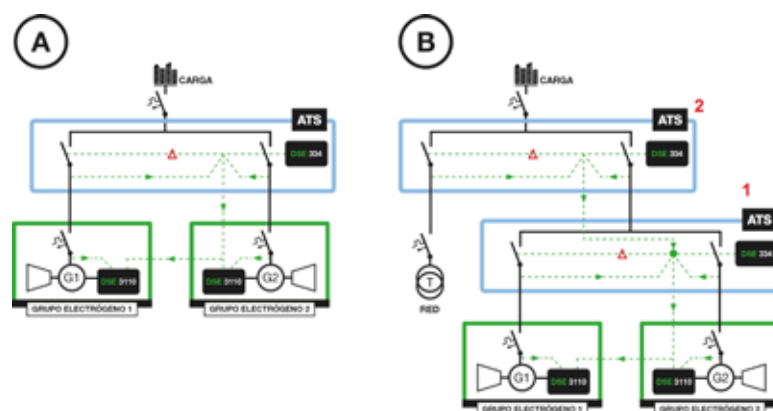 A
CARGA
ATS
DSE 334
G1
DSE 3110
DSE 3110
G2
GRUPO ELECTRÓGENO 1
GRUPO ELECTRÓGENO 2
B
CARGA
ATS
2
DSE 334
1
ATS
DSE 334
T
RED
G1
DSE 3110
DSE 3110
G2
GRUPO ELECTRÓGENO 1
GRUPO ELECTRÓGENO 2